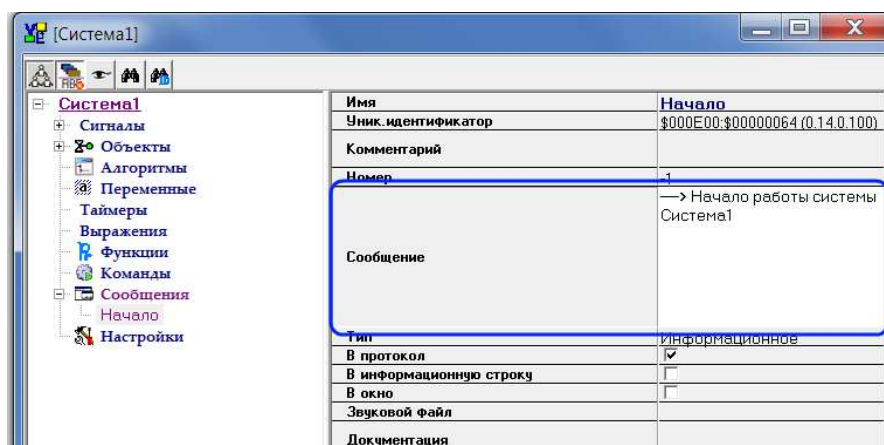 [Система1]
Система1
Сигналы
Объекты
Алгоритмы
Переменные
Таймеры
Выражения
Функции
Команды
Сообщения
Начало
Настройки
Имя Начало
Уник.идентификатор $000E00:$00000064 (0.14.0.100)
Комментарий
Номер -1
Сообщение —> Начало работы системы
Система1
Тип Информационное
В протокол
В информационную строку
В окно
Звуковой файл
Документация